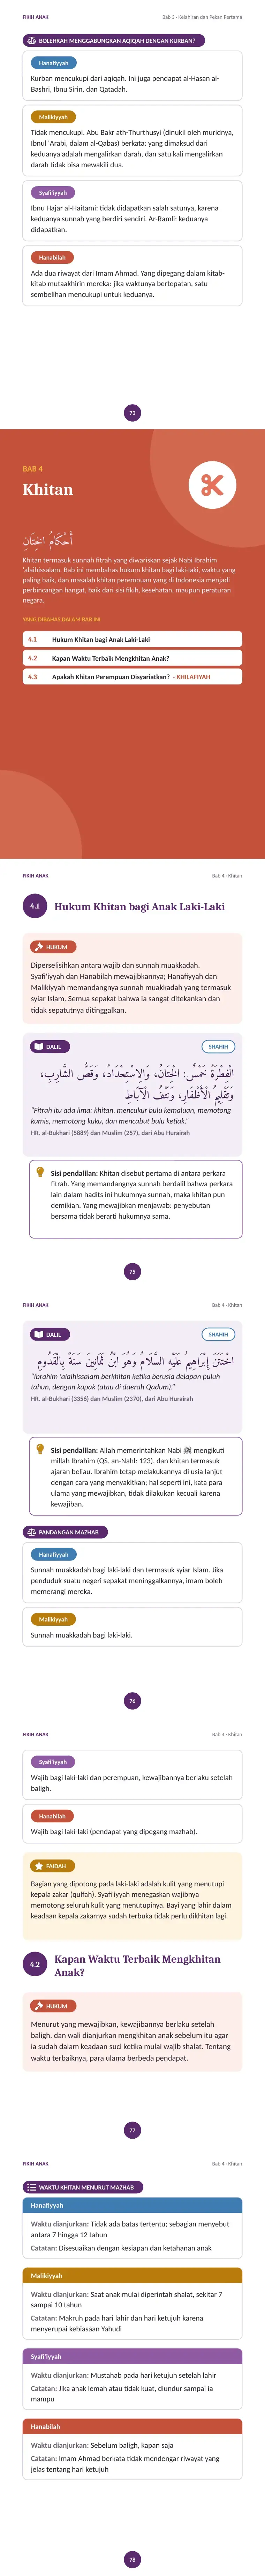 FIKIH ANAK
Bab 3 · Kelahiran dan Pekan Pertama
BOLEHKAH MENGGABUNGKAN AQIQAH DENGAN KURBAN?
Hanafiyyah
Kurban mencukupi dari aqiqah. Ini juga pendapat al-Hasan al-
Bashri, Ibnu Sirin, dan Qatadah.
Malikiyyah
Tidak mencukupi. Abu Bakr ath-Thurthusyi (dinukil oleh muridnya,
Ibnul 'Arabi, dalam al-Qabas) berkata: yang dimaksud dari
keduanya adalah mengalirkan darah, dan satu kali mengalirkan
darah tidak bisa mewakili dua.
Syafi'iyyah
Ibnu Hajar al-Haitami: tidak didapatkan salah satunya, karena
keduanya sunnah yang berdiri sendiri. Ar-Ramli: keduanya
didapatkan.
Hanabilah
Ada dua riwayat dari Imam Ahmad. Yang dipegang dalam kitab-
kitab mutaakhirin mereka: jika waktunya bertepatan, satu
sembelihan mencukupi untuk keduanya.
73
BAB 4
Khitan
أَحْكَامُ الخِتَانِ
Khitan termasuk sunnah fitrah yang diwariskan sejak Nabi Ibrahim
'alaihissalam. Bab ini membahas hukum khitan bagi laki-laki, waktu yang
paling baik, dan masalah khitan perempuan yang di Indonesia menjadi
perbincangan hangat, baik dari sisi fikih, kesehatan, maupun peraturan
negara.
YANG DIBAHAS DALAM BAB INI
4.1 Hukum Khitan bagi Anak Laki-Laki
4.2 Kapan Waktu Terbaik Mengkhitan Anak?
4.3 Apakah Khitan Perempuan Disyariatkan? · KHILAFIYAH
FIKIH ANAK
Bab 4 · Khitan
4.1 Hukum Khitan bagi Anak Laki-Laki
HUKUM
Diperselisihkan antara wajib dan sunnah muakkadah.
Syafi'iyyah dan Hanabilah mewajibkannya; Hanafiyyah dan
Malikiyyah memandangnya sunnah muakkadah yang termasuk
syiar Islam. Semua sepakat bahwa ia sangat ditekankan dan
tidak sepatutnya ditinggalkan.
DALIL
SHAHIH
الْفِطْرَةُ خَمْسٌ: الْخِتَانُ، وَالِاسْتِحْدَادُ، وَقَصُّ الشَّارِبِ،
وَتَقْلِيمُ الْأَظْفَارِ، وَنَتْفُ الْآبَاطِ
"Fitrah itu ada lima: khitan, mencukur bulu kemaluan, memotong
kumis, memotong kuku, dan mencabut bulu ketiak."
HR. al-Bukhari (5889) dan Muslim (257), dari Abu Hurairah
Sisi pendalilan: Khitan disebut pertama di antara perkara
fitrah. Yang memandangnya sunnah berdalil bahwa perkara
lain dalam hadits ini hukumnya sunnah, maka khitan pun
demikian. Yang mewajibkan menjawab: penyebutan
bersama tidak berarti hukumnya sama.
75
FIKIH ANAK
Bab 4 · Khitan
DALIL
SHAHIH
اخْتَتَنَ إِبْرَاهِيمُ عَلَيْهِ السَّلَامُ وَهُوَ ابْنُ ثَمَانِينَ سَنَةً بِالْقَدُومِ
"Ibrahim 'alaihissalam berkhitan ketika berusia delapan puluh
tahun, dengan kapak (atau di daerah Qadum)."
HR. al-Bukhari (3356) dan Muslim (2370), dari Abu Hurairah
Sisi pendalilan: Allah memerintahkan Nabi ﷺ mengikuti
millah Ibrahim (QS. an-Nahl: 123), dan khitan termasuk
ajaran beliau. Ibrahim tetap melakukannya di usia lanjut
dengan cara yang menyakitkan; hal seperti ini, kata para
ulama yang mewajibkan, tidak dilakukan kecuali karena
kewajiban.
PANDANGAN MAZHAB
Hanafiyyah
Sunnah muakkadah bagi laki-laki dan termasuk syiar Islam. Jika
penduduk suatu negeri sepakat meninggalkannya, imam boleh
memerangi mereka.
Malikiyyah
Sunnah muakkadah bagi laki-laki.
76
FIKIH ANAK
Bab 4 · Khitan
Syafi'iyyah
Wajib bagi laki-laki dan perempuan, kewajibannya berlaku setelah
baligh.
Hanabilah
Wajib bagi laki-laki (pendapat yang dipegang mazhab).
FAIDAH
Bagian yang dipotong pada laki-laki adalah kulit yang menutupi
kepala zakar (qulfah). Syafi'iyyah menegaskan wajibnya
memotong seluruh kulit yang menutupinya. Bayi yang lahir dalam
keadaan kepala zakarnya sudah terbuka tidak perlu dikhitan lagi.
4.2 Kapan Waktu Terbaik Mengkhitan
Anak?
HUKUM
Menurut yang mewajibkan, kewajibannya berlaku setelah
baligh, dan wali dianjurkan mengkhitan anak sebelum itu agar
ia sudah dalam keadaan suci ketika mulai wajib shalat. Tentang
waktu terbaiknya, para ulama berbeda pendapat.
77
FIKIH ANAK
Bab 4 · Khitan
WAKTU KHITAN MENURUT MAZHAB
Hanafiyyah
Waktu dianjurkan: Tidak ada batas tertentu; sebagian menyebut
antara 7 hingga 12 tahun
Catatan: Disesuaikan dengan kesiapan dan ketahanan anak
Malikiyyah
Waktu dianjurkan: Saat anak mulai diperintah shalat, sekitar 7
sampai 10 tahun
Catatan: Makruh pada hari lahir dan hari ketujuh karena
menyerupai kebiasaan Yahudi
Syafi'iyyah
Waktu dianjurkan: Mustahab pada hari ketujuh setelah lahir
Catatan: Jika anak lemah atau tidak kuat, diundur sampai ia
mampu
Hanabilah
Waktu dianjurkan: Sebelum baligh, kapan saja
Catatan: Imam Ahmad berkata tidak mendengar riwayat yang
jelas tentang hari ketujuh
78